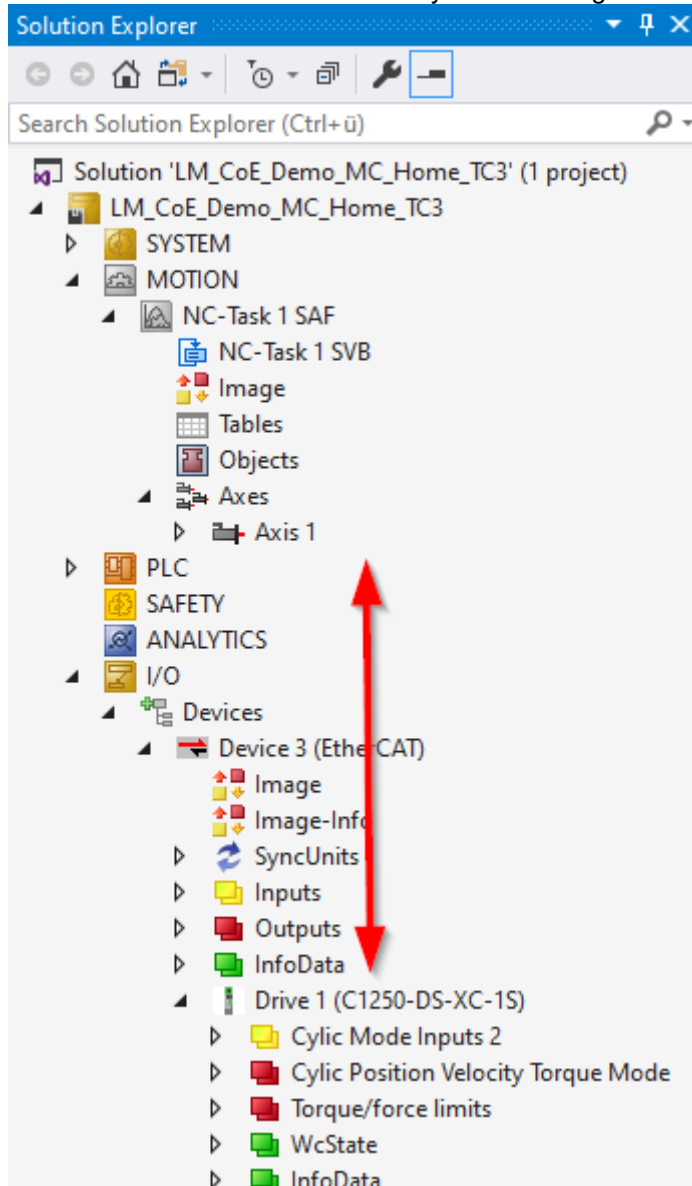 Solution Explorer
Search Solution Explorer (Ctrl+ü)
Solution 'LM_CoE_Demo_MC_Home_TC3' (1 project)
LM_CoE_Demo_MC_Home_TC3
SYSTEM
MOTION
NC-Task 1 SAF
NC-Task 1 SVB
Image
Tables
Objects
Axes
Axis 1
PLC
SAFETY
ANALYTICS
I/O
Devices
Device 3 (EtherCAT)
Image
Image-Info
SyncUnits
Inputs
Outputs
InfoData
Drive 1 (C1250-DS-XC-1S)
Cylic Mode Inputs 2
Cylic Position Velocity Torque Mode
Torque/force limits
WcState
InfoData